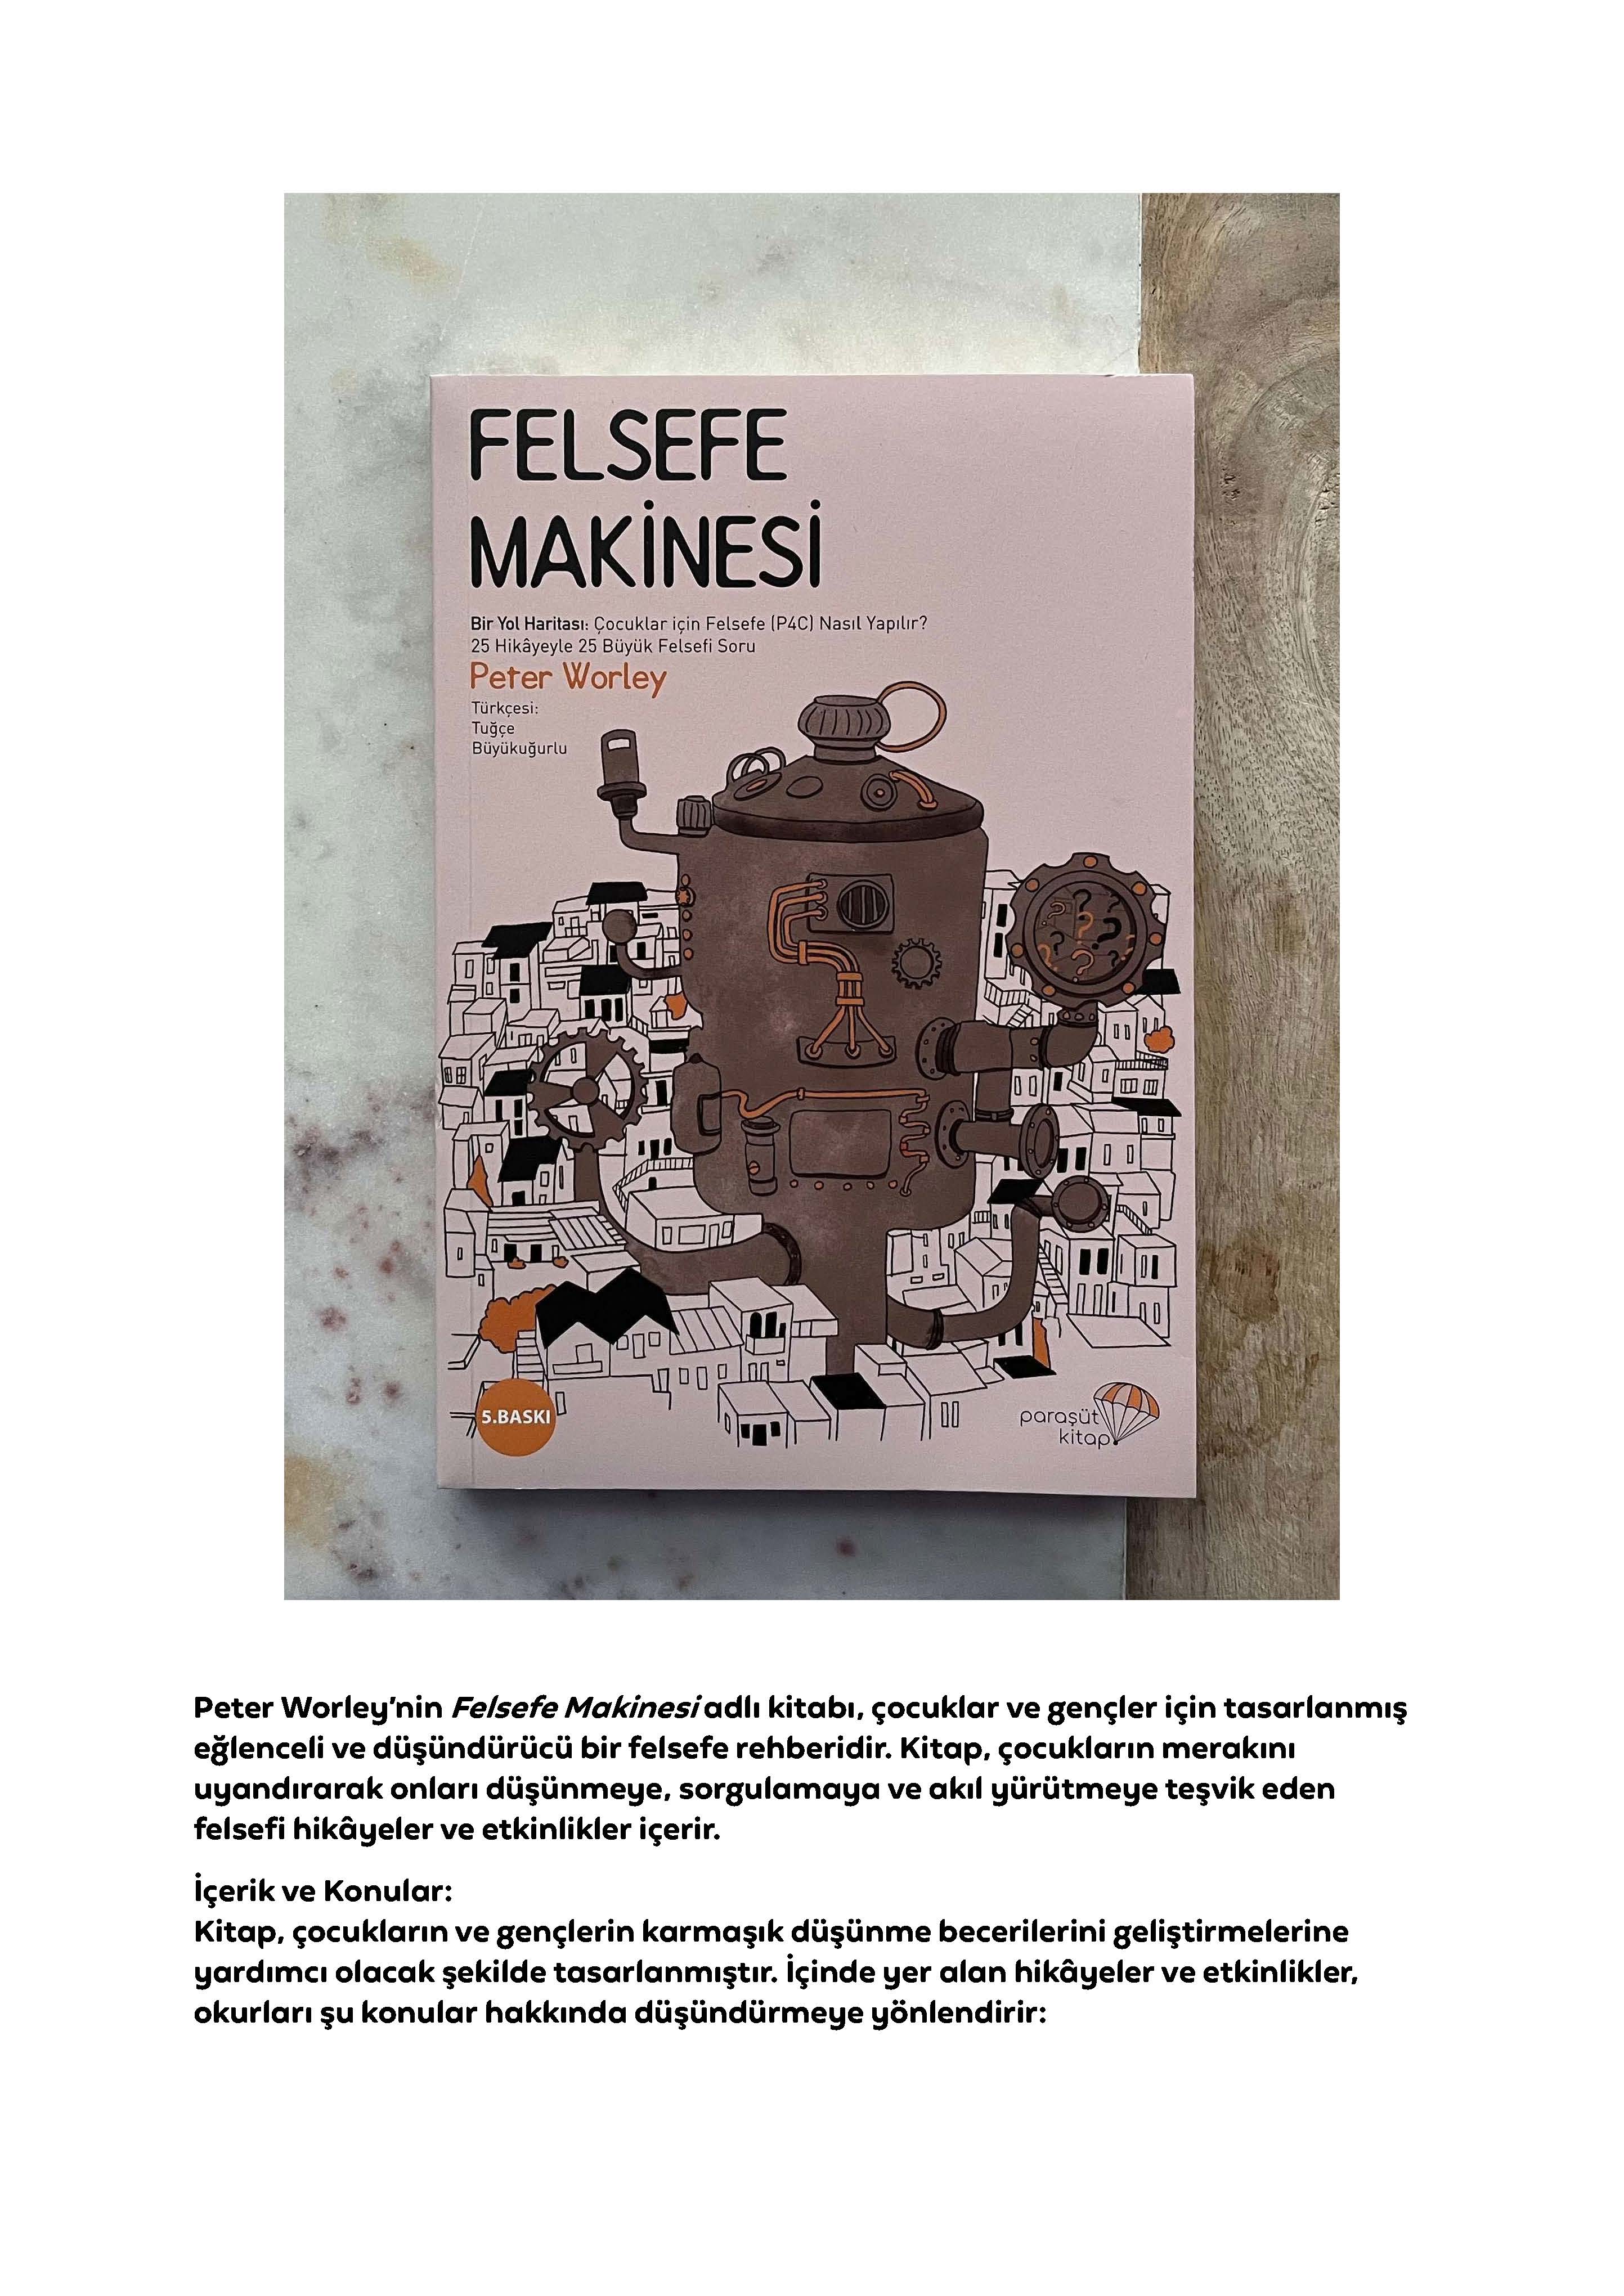 FELSEFE
MAKİNESİ
Bir Yol Haritası: Çocuklar için Felsefe (P4C) Nasıl Yapılır?
25 Hikâyeyle 25 Büyük Felsefi Soru
Peter Worley
Türkçesi:
Tuğçe
Büyükuğurlu
? ? ? ? ? ? ? ?
5.BASKI
paraşüt
kitap
Peter Worley'nin Felsefe Makinesi adlı kitabı, çocuklar ve gençler için tasarlanmış
eğlenceli ve düşündürücü bir felsefe rehberidir. Kitap, çocukların merakını
uyandırarak onları düşünmeye, sorgulamaya ve akıl yürütmeye teşvik eden
felsefi hikâyeler ve etkinlikler içerir.
İçerik ve Konular:
Kitap, çocukların ve gençlerin karmaşık düşünme becerilerini geliştirmelerine
yardımcı olacak şekilde tasarlanmıştır. İçinde yer alan hikâyeler ve etkinlikler,
okurları şu konular hakkında düşündürmeye yönlendirir: